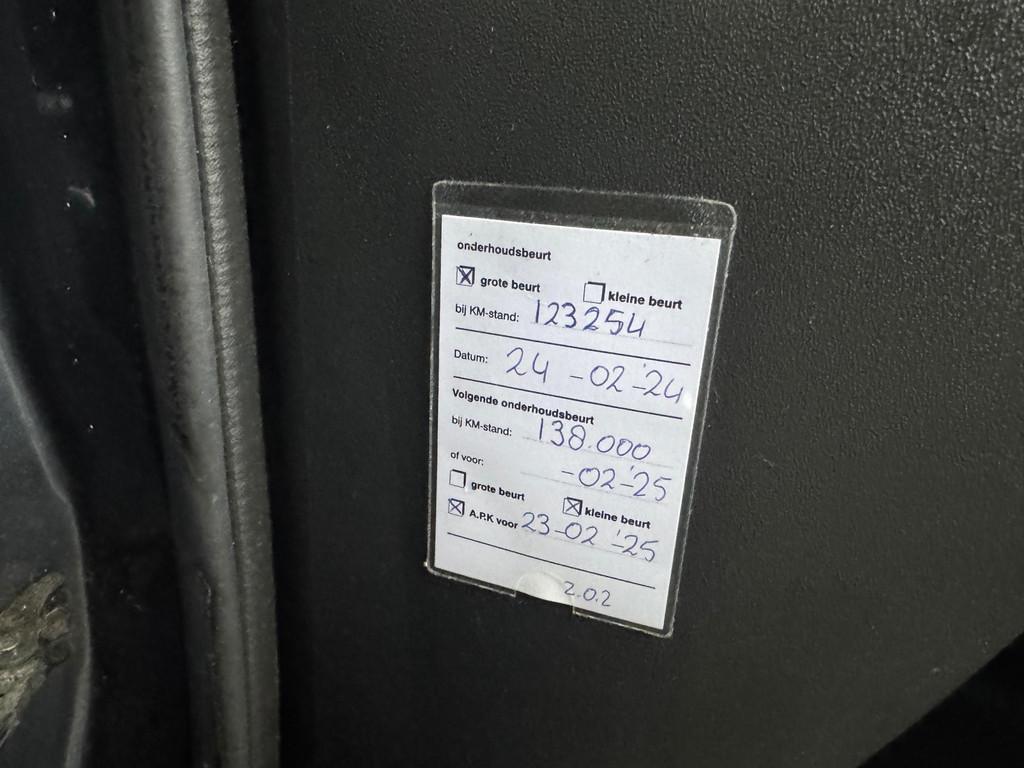 onderhoudsbeurt
☒ grote beurt ☐ kleine beurt
bij KM-stand: 123254
Datum: 24-02-'24
Volgende onderhoudsbeurt
bij KM-stand: 138.000
of voor: -02-'25
☐ grote beurt ☒ kleine beurt
☒ A.P.K voor 23-02-'25
2.0.2